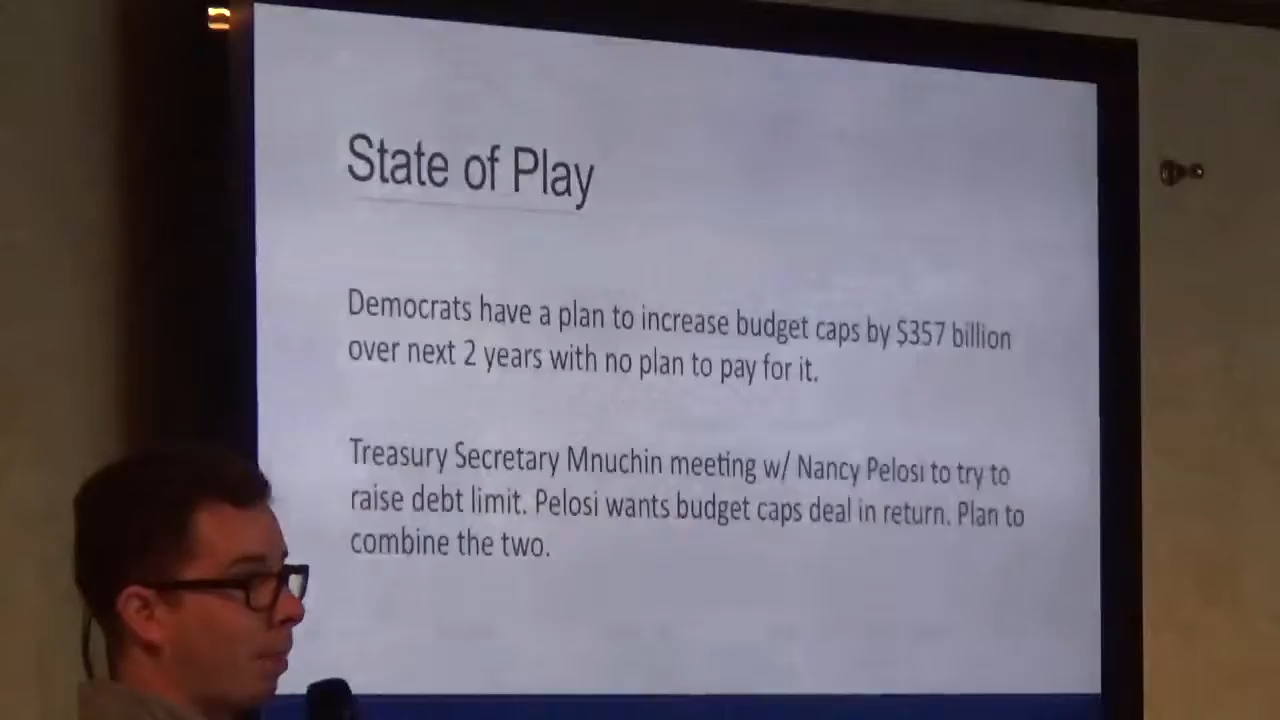 State of Play
Democrats have a plan to increase budget caps by $357 billion
over next 2 years with no plan to pay for it.
Treasury Secretary Mnuchin meeting w/ Nancy Pelosi to try to
raise debt limit. Pelosi wants budget caps deal in return. Plan to
combine the two.